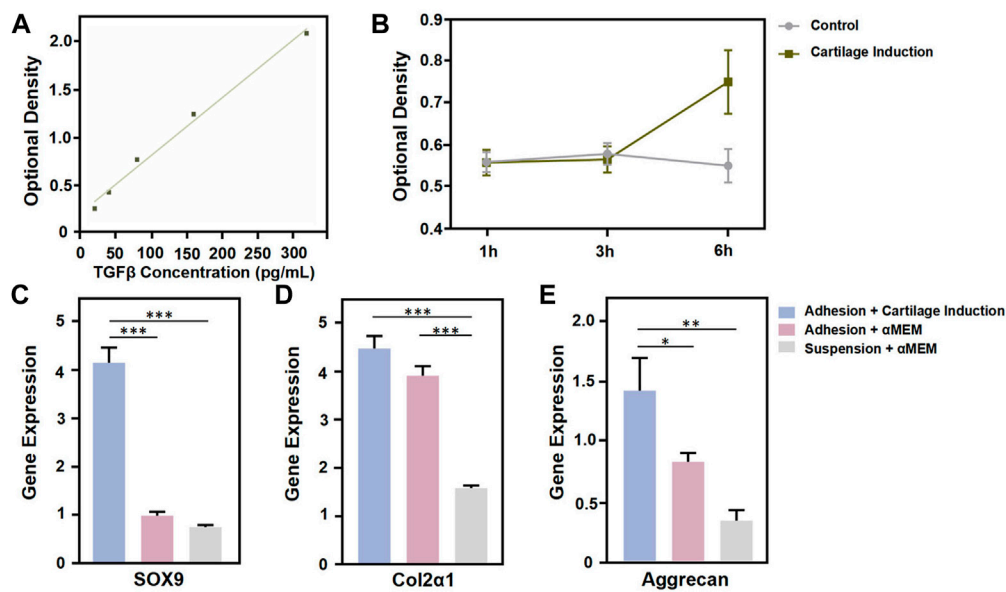 A
Optional Density
2.0
1.5
1.0
0.5
0
0 50 100 150 200 250 300
TGFβ Concentration (pg/mL)
B
Optional Density
0.9
0.8
0.7
0.6
0.5
0.4
1h 3h 6h
Control
Cartilage Induction
C
Gene Expression
5
4
3
2
1
0
***
***
SOX9
D
Gene Expression
5
4
3
2
1
0
***
***
Col2α1
E
Gene Expression
2.0
1.5
1.0
0.5
0
**
*
Aggrecan
Adhesion + Cartilage Induction
Adhesion + αMEM
Suspension + αMEM